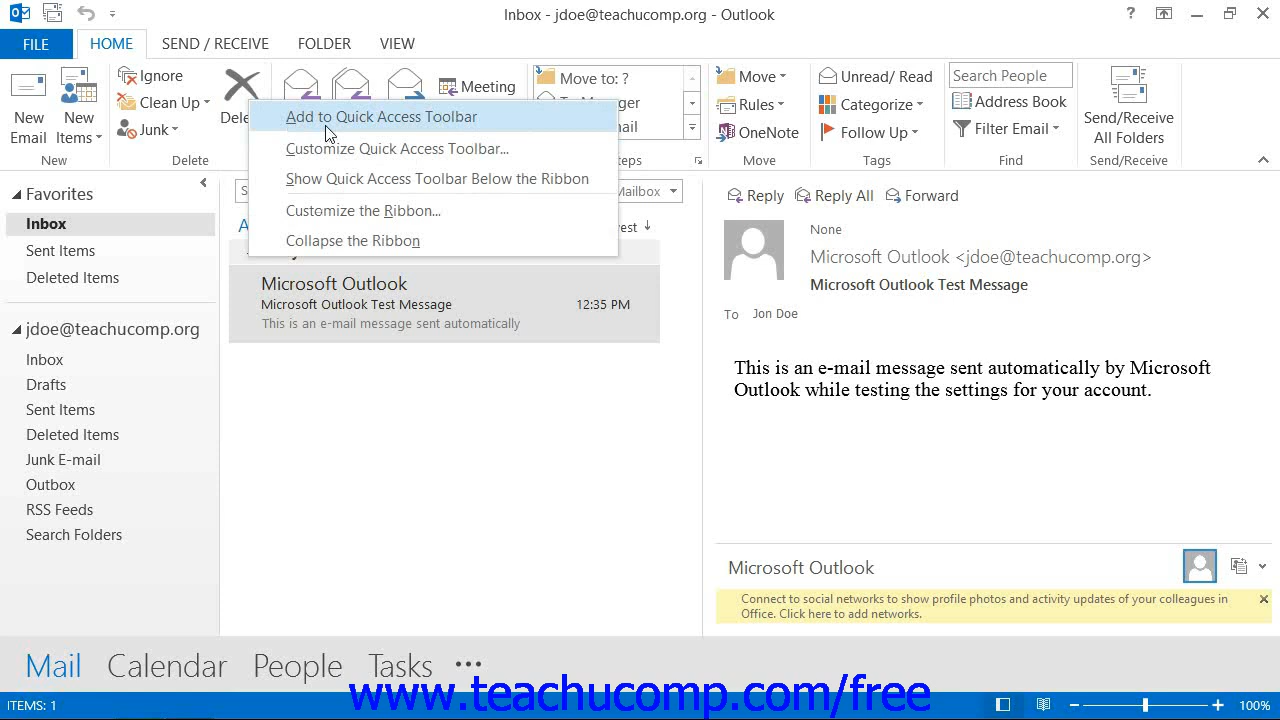 Inbox - jdoe@teachucomp.org - Outlook
?
FILE
HOME
SEND / RECEIVE
FOLDER
VIEW
New
Email
New
Items
New
Ignore
Clean Up
Junk
Dele
Delete
Meeting
Move to: ?
To Manager
ail
teps
Move
Rules
OneNote
Move
Unread/ Read
Categorize
Follow Up
Tags
Search People
Address Book
Filter Email
Find
Send/Receive
All Folders
Send/Receive
Add to Quick Access Toolbar
Customize Quick Access Toolbar...
Show Quick Access Toolbar Below the Ribbon
Customize the Ribbon...
Collapse the Ribbon
Favorites
Inbox
Sent Items
Deleted Items
jdoe@teachucomp.org
Inbox
Drafts
Sent Items
Deleted Items
Junk E-mail
Outbox
RSS Feeds
Search Folders
S
Mailbox
A
est
Microsoft Outlook
Microsoft Outlook Test Message
12:35 PM
This is an e-mail message sent automatically
Reply
Reply All
Forward
None
Microsoft Outlook <jdoe@teachucomp.org>
Microsoft Outlook Test Message
To
Jon Doe
This is an e-mail message sent automatically by Microsoft
Outlook while testing the settings for your account.
Microsoft Outlook
Connect to social networks to show profile photos and activity updates of your colleagues in
Office. Click here to add networks.
Mail
Calendar
People
Tasks
•••
www.teachucomp.com/free
ITEMS: 1
100%